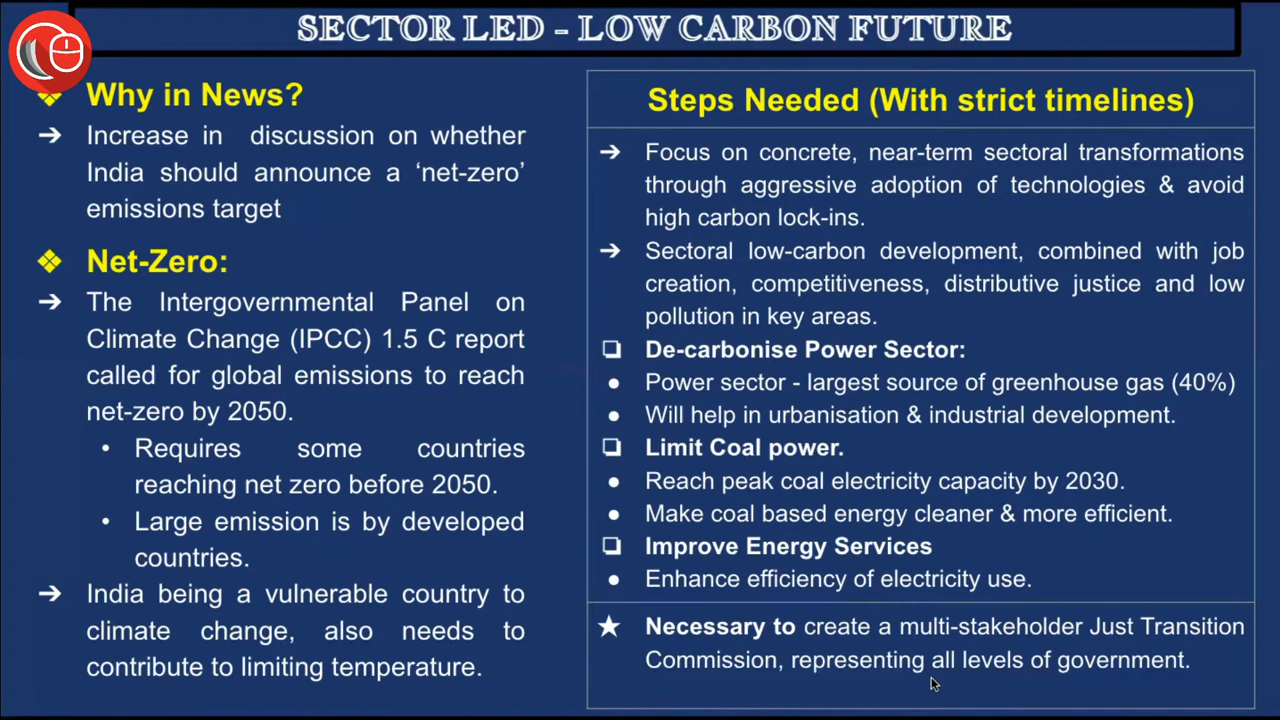 SECTOR LED - LOW CARBON FUTURE
❖ Why in News?
➔ Increase in discussion on whether
India should announce a ‘net-zero’
emissions target
❖ Net-Zero:
➔ The Intergovernmental Panel on
Climate Change (IPCC) 1.5 C report
called for global emissions to reach
net-zero by 2050.
• Requires some countries
reaching net zero before 2050.
• Large emission is by developed
countries.
➔ India being a vulnerable country to
climate change, also needs to
contribute to limiting temperature.
Steps Needed (With strict timelines)
➔ Focus on concrete, near-term sectoral transformations
through aggressive adoption of technologies & avoid
high carbon lock-ins.
➔ Sectoral low-carbon development, combined with job
creation, competitiveness, distributive justice and low
pollution in key areas.
❏ De-carbonise Power Sector:
● Power sector - largest source of greenhouse gas (40%)
● Will help in urbanisation & industrial development.
❏ Limit Coal power.
● Reach peak coal electricity capacity by 2030.
● Make coal based energy cleaner & more efficient.
❏ Improve Energy Services
● Enhance efficiency of electricity use.
★ Necessary to create a multi-stakeholder Just Transition
Commission, representing all levels of government.